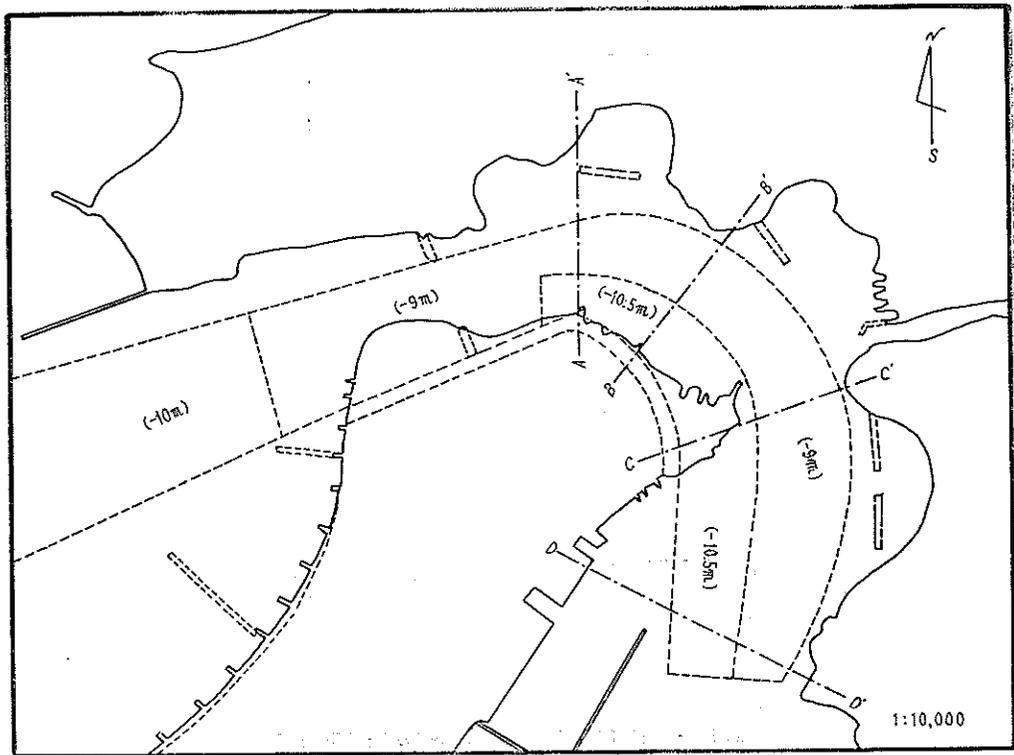 N
S
A'
B'
(-9m)
(-10.5m)
A
B
C'
(-10m)
C
(-9m)
D
(-10.5m)
D'
1:10,000